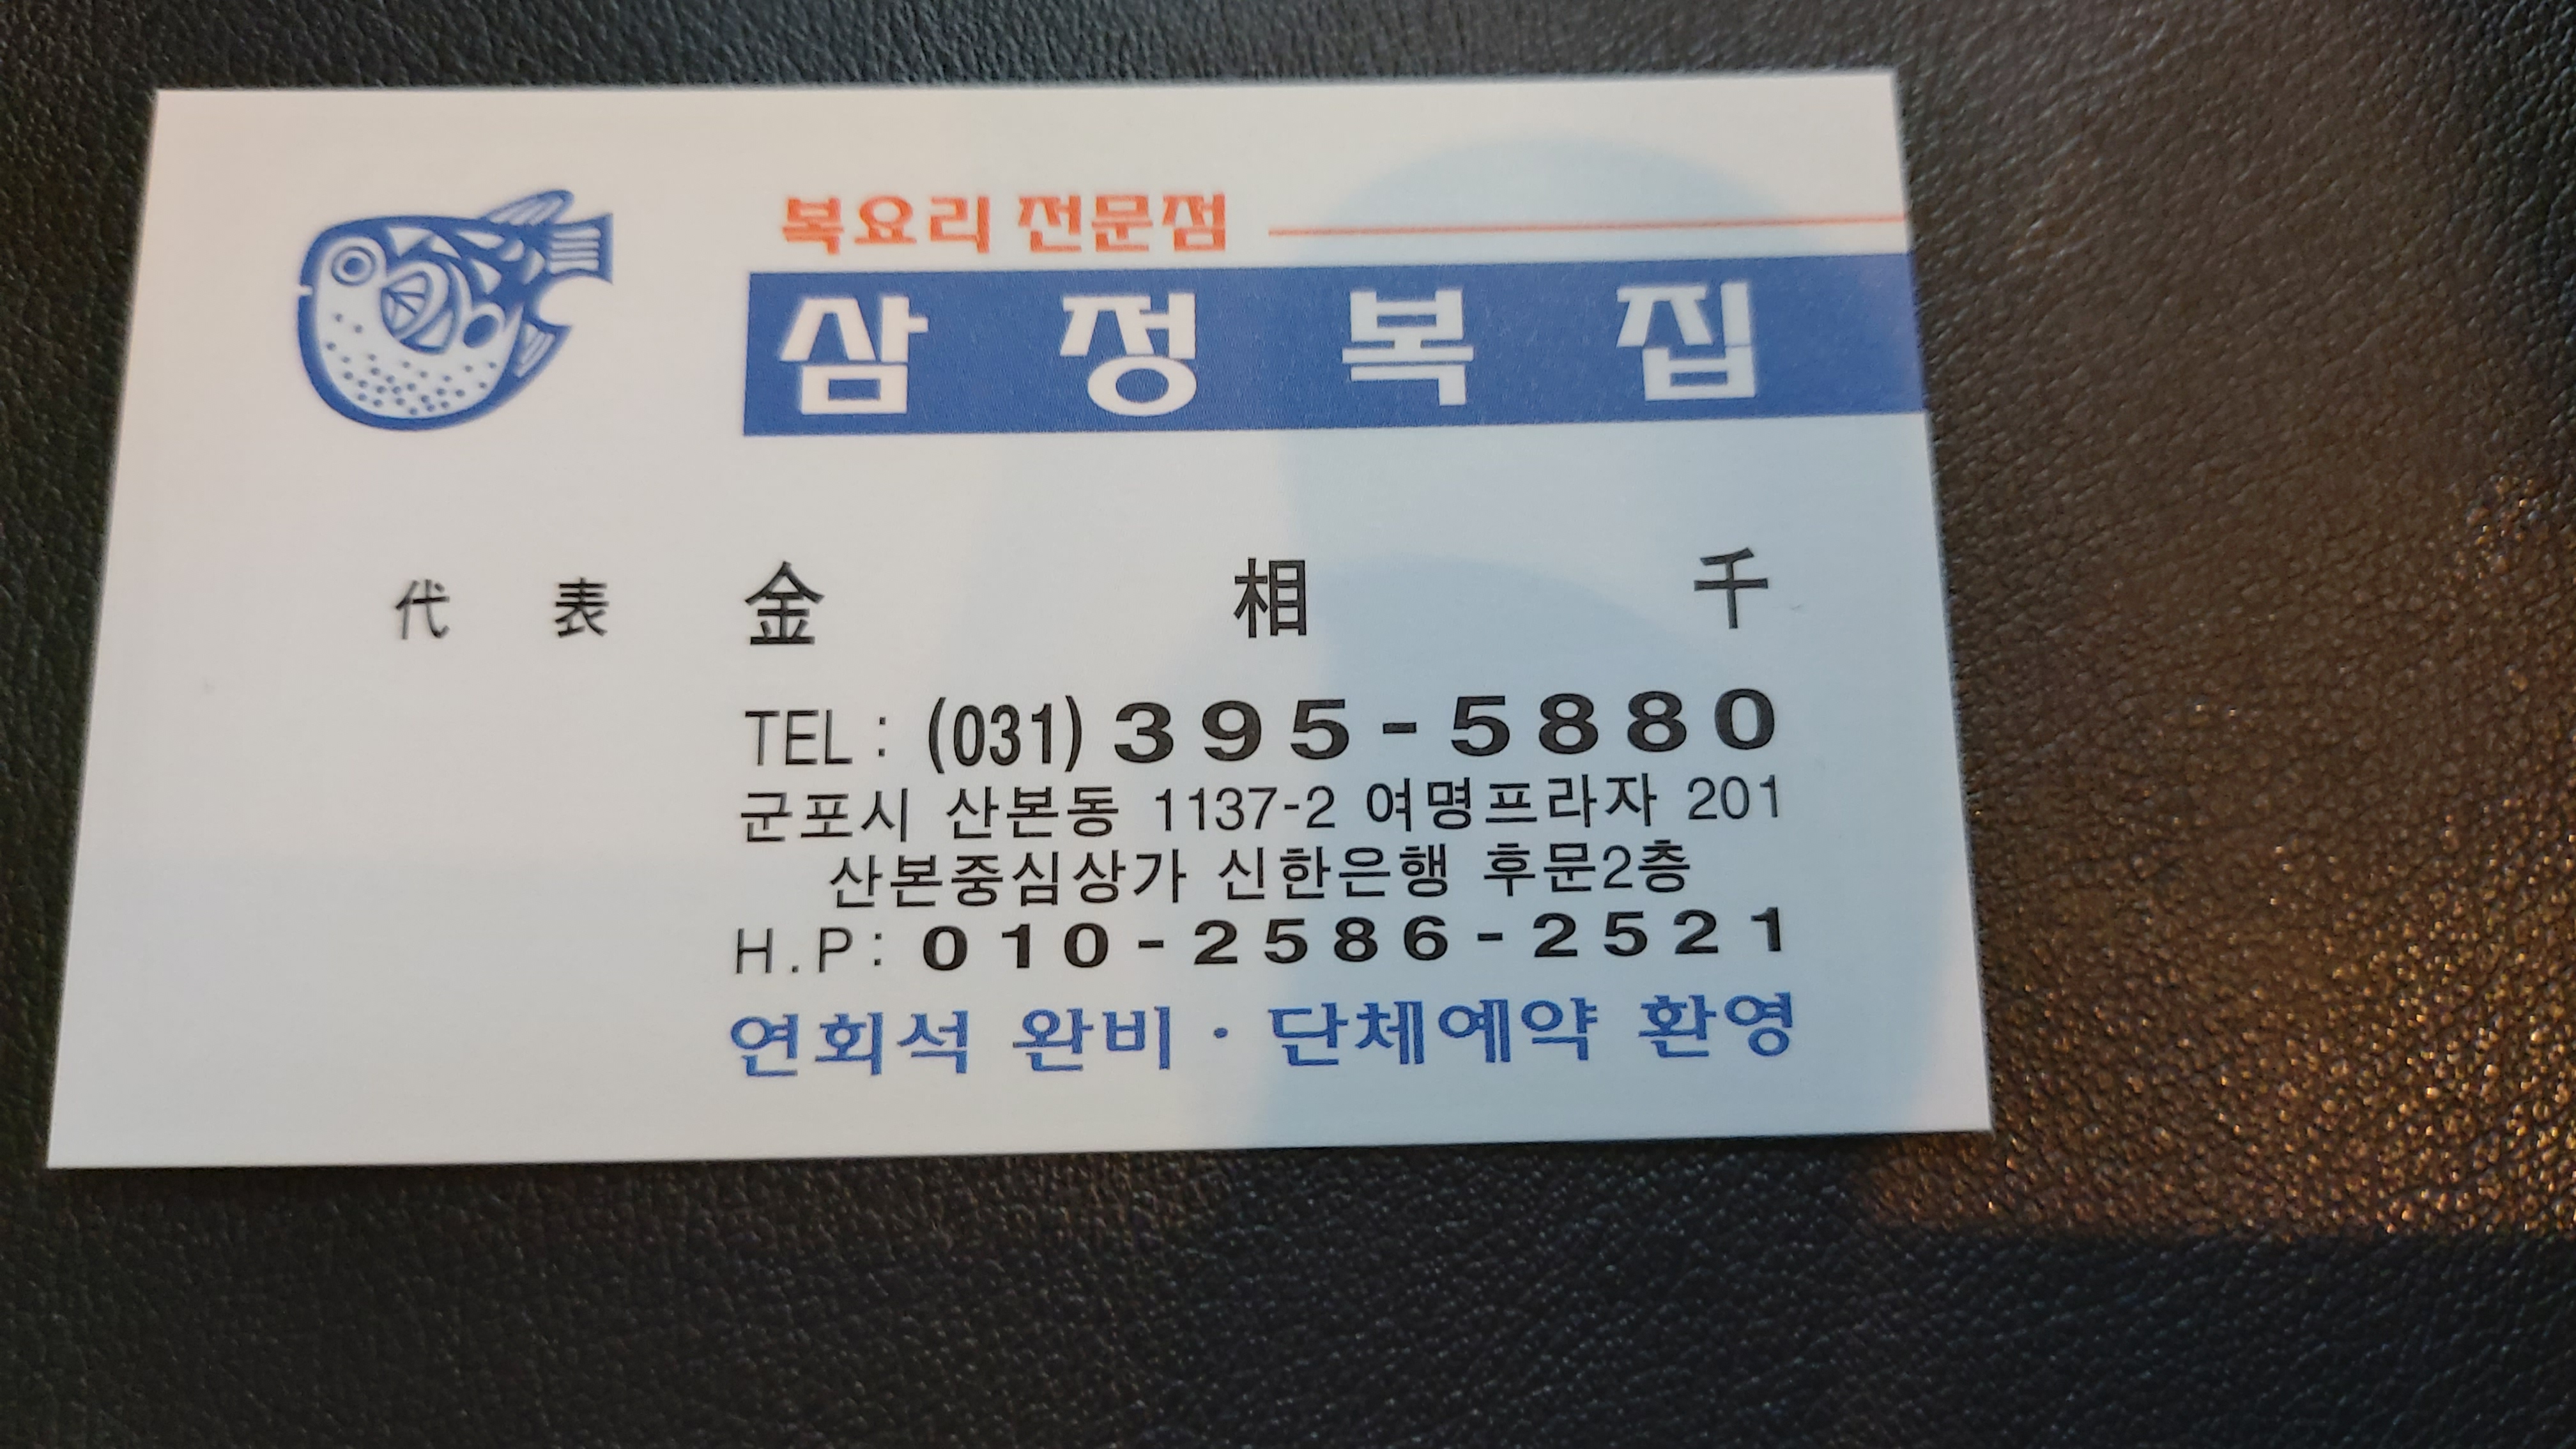 복요리 전문점
삼정복집
代表 金相千
TEL : (031) 395-5880
군포시 산본동 1137-2 여명프라자 201
산본중심상가 신한은행 후문2층
H.P: 010-2586-2521
연회석 완비 · 단체예약 환영